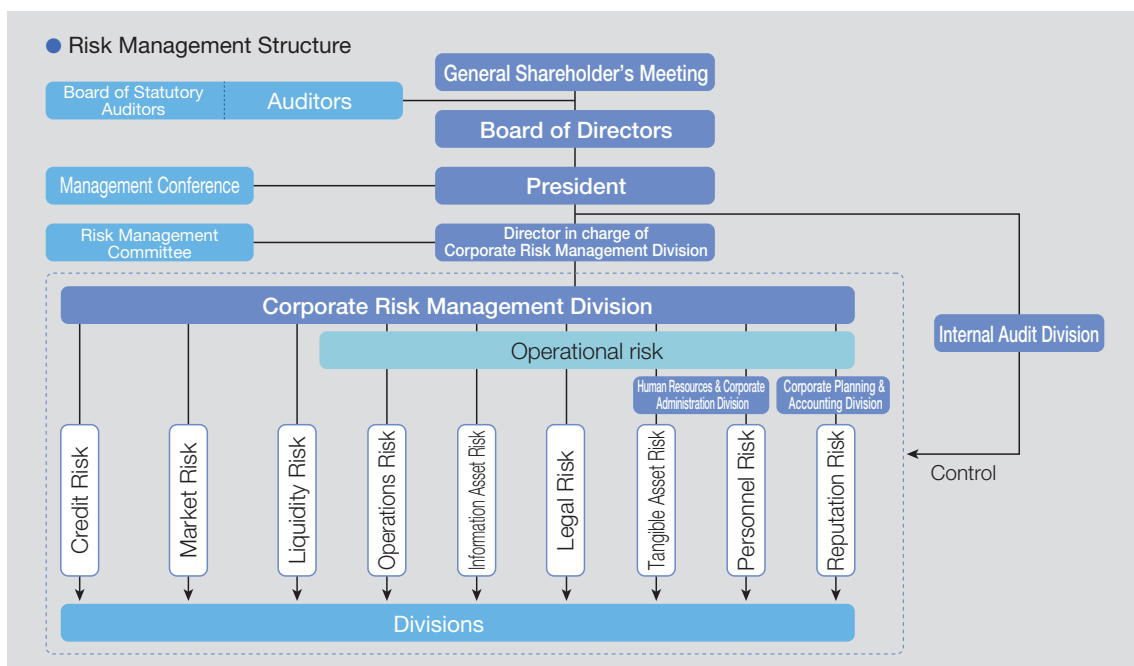 Risk Management Structure
General Shareholder's Meeting
Board of Statutory
Auditors
Auditors
Board of Directors
Management Conference
President
Risk Management
Committee
Director in charge of
Corporate Risk Management Division
Corporate Risk Management Division
Internal Audit Division
Operational risk
Human Resources & Corporate
Administration Division
Corporate Planning &
Accounting Division
Credit Risk
Market Risk
Liquidity Risk
Operations Risk
Information Asset Risk
Legal Risk
Tangible Asset Risk
Personnel Risk
Reputation Risk
Control
Divisions